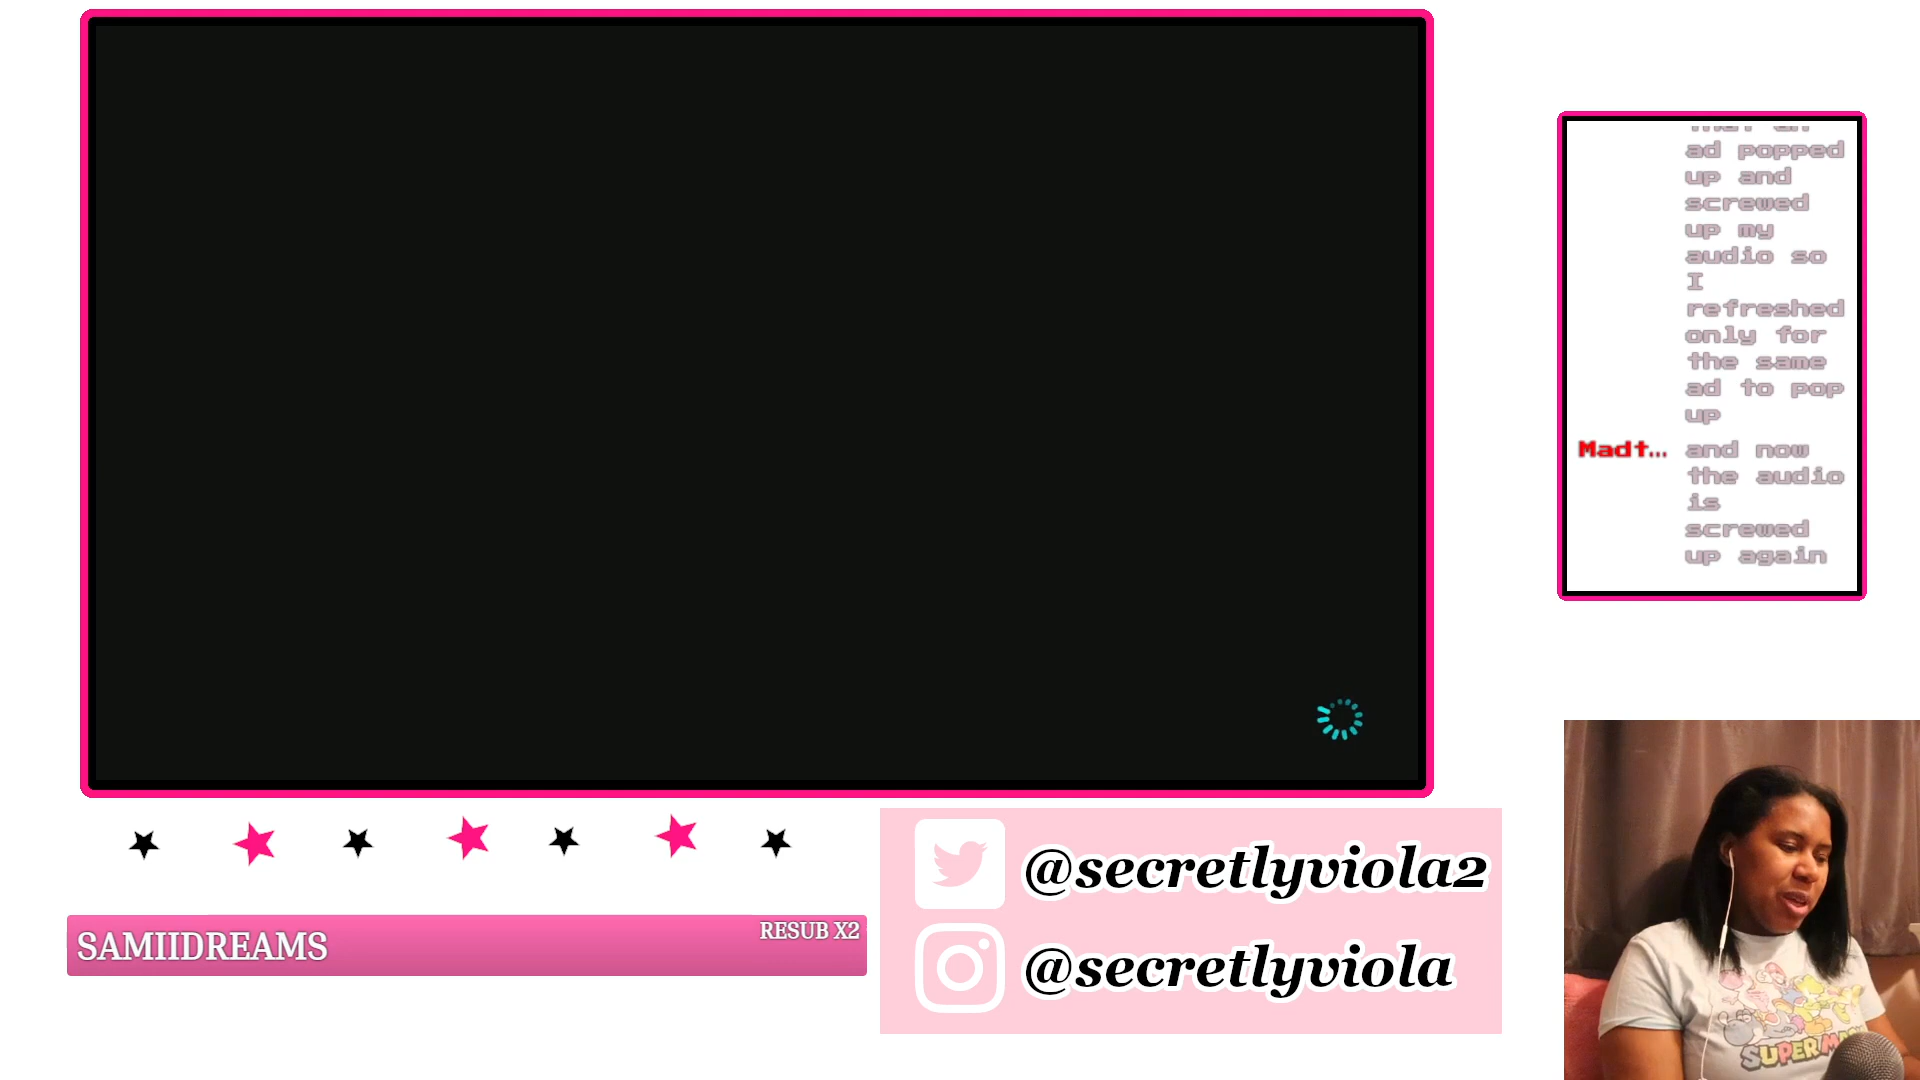 ad popped
up and
screwed
up my
audio so
I
refreshed
only for
the same
ad to pop
up
Madt... and now
the audio
is
screwed
up again
@secretlyviola2
@secretlyviola
SAMIIDREAMS
RESUB X2
SUPER